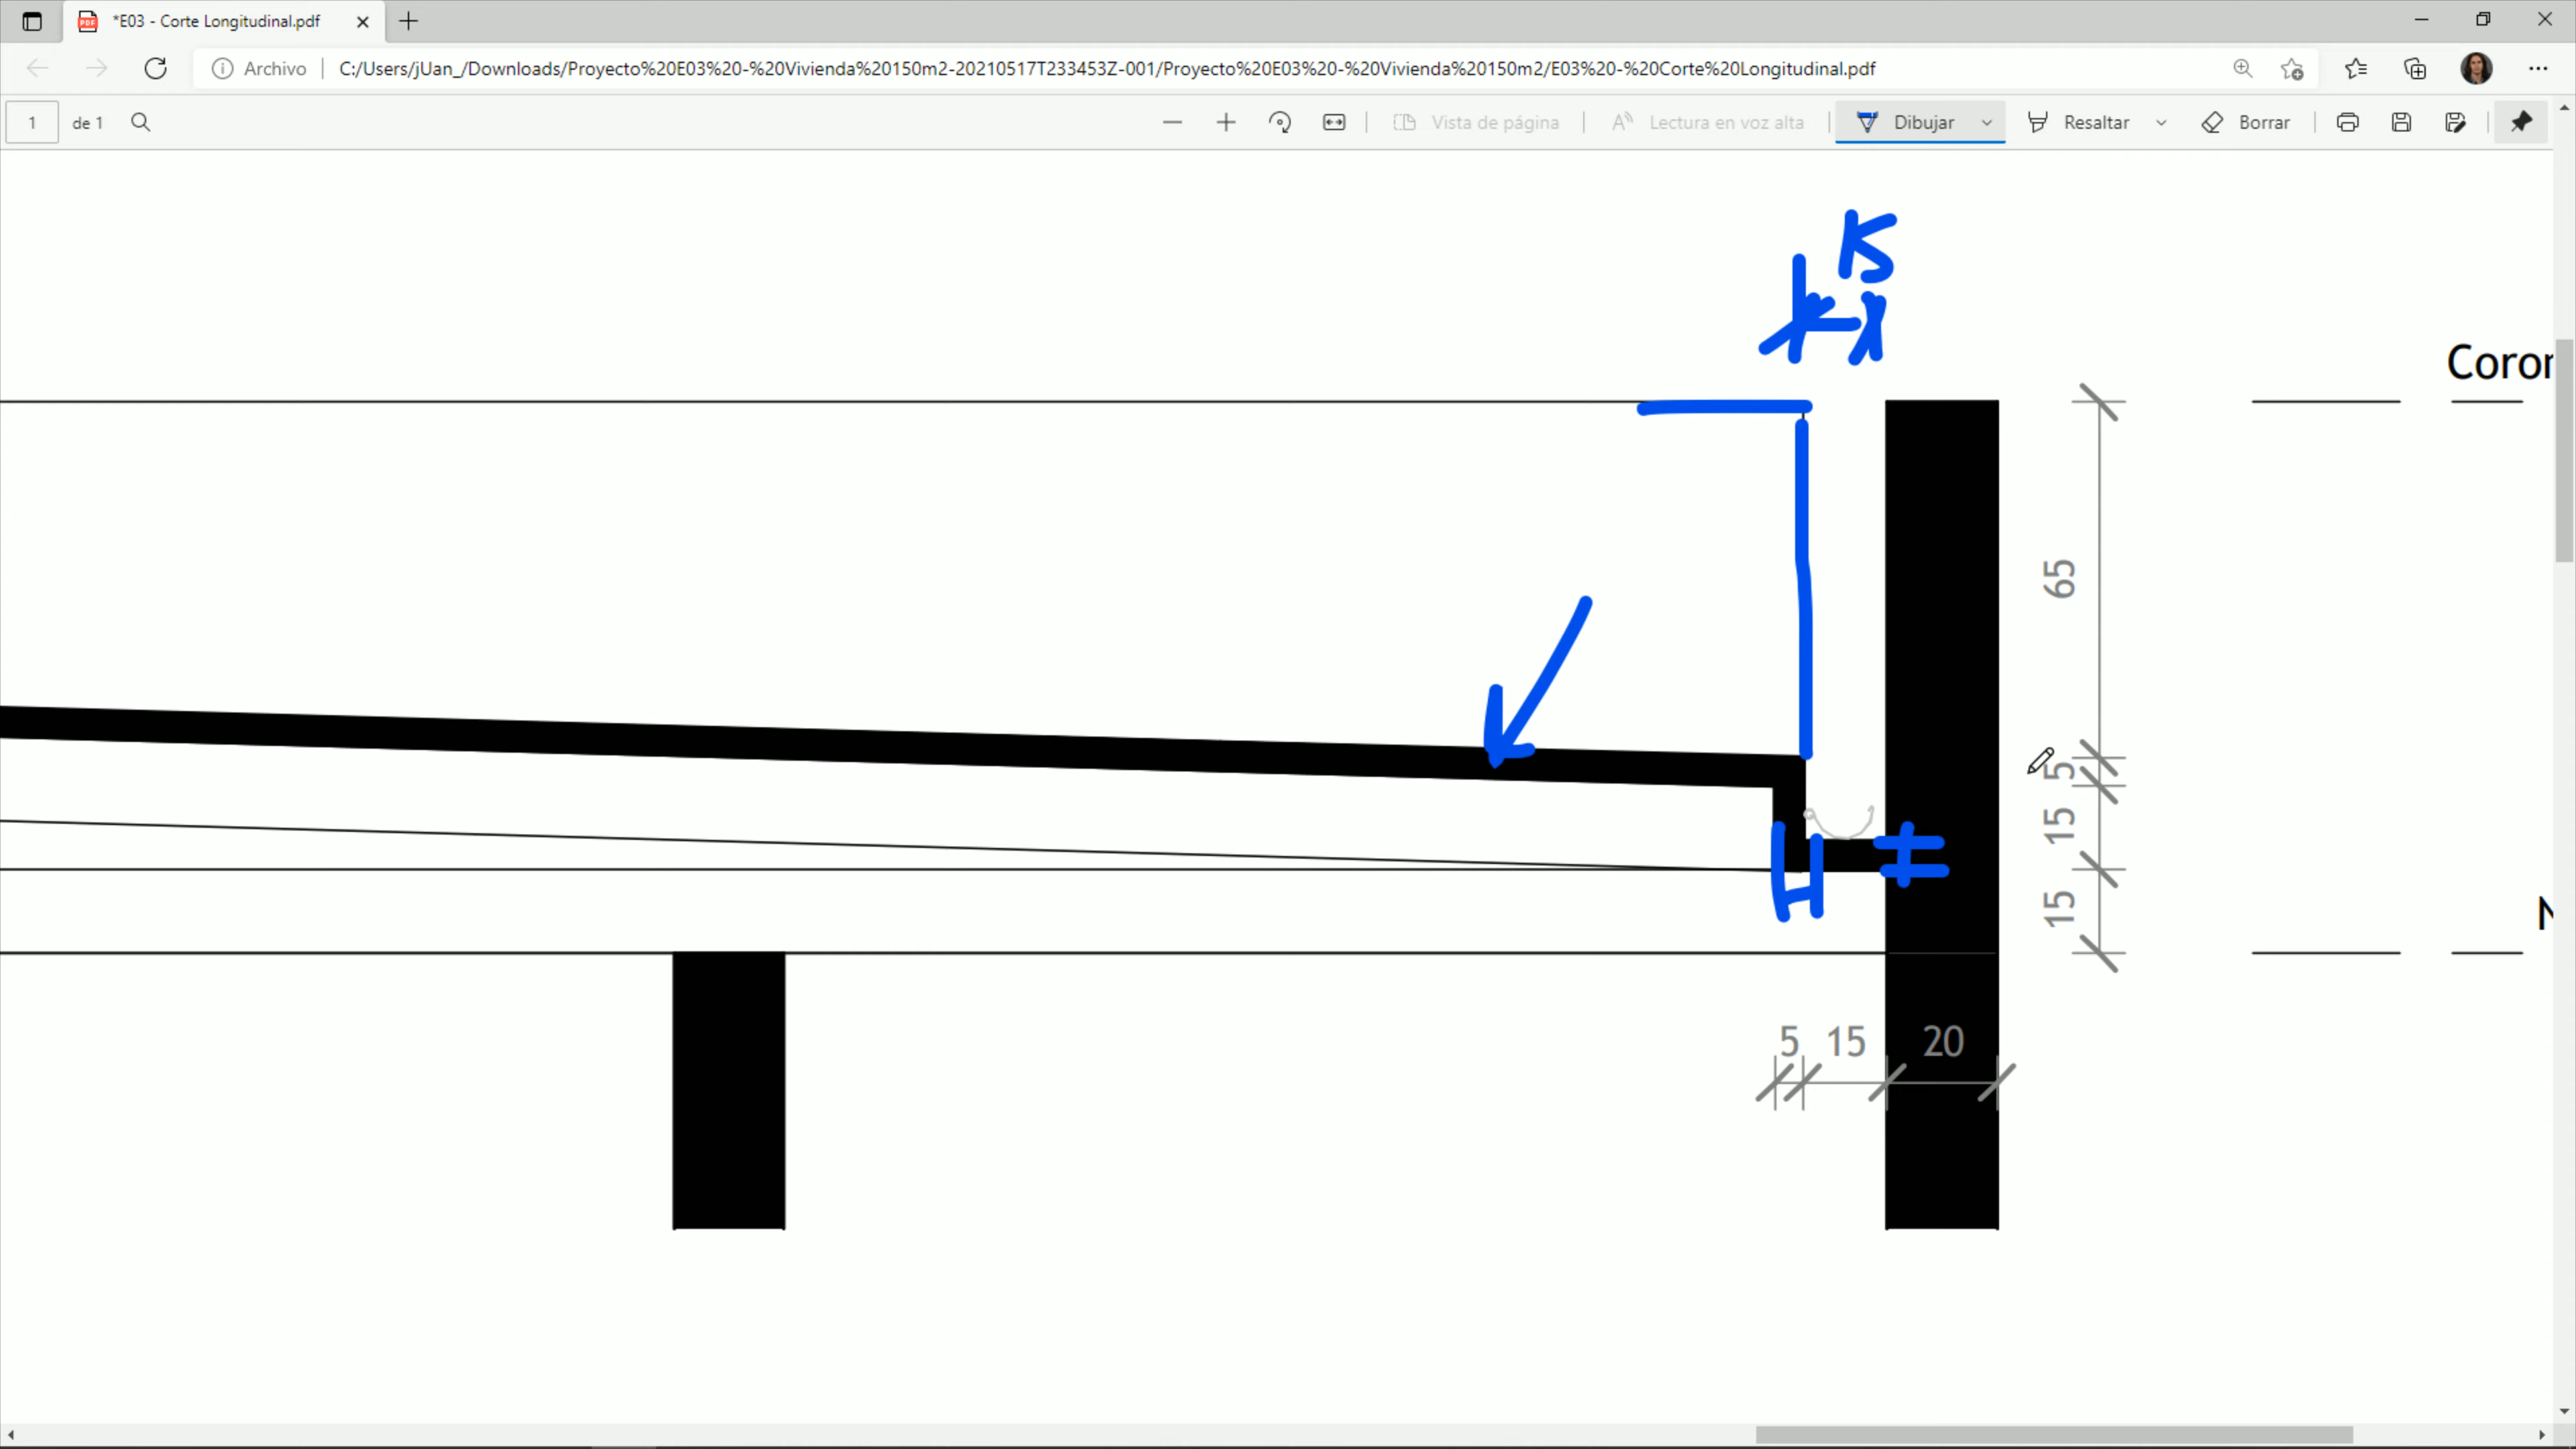 *E03 - Corte Longitudinal.pdf
Archivo | C:/Users/jUan_/Downloads/Proyecto%20E03%20-%20Vivienda%20150m2-20210517T233453Z-001/Proyecto%20E03%20-%20Vivienda%20150m2/E03%20-%20Corte%20Longitudinal.pdf
1 de 1 Vista de página Lectura en voz alta Dibujar Resaltar Borrar
15
Coror
65
5
15
15
N
5 15 20